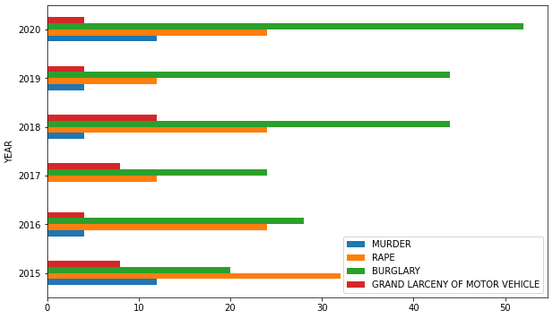 2020
2019
2018
YEAR
2017
2016
2015
MURDER
RAPE
BURGLARY
GRAND LARCENY OF MOTOR VEHICLE
0 10 20 30 40 50